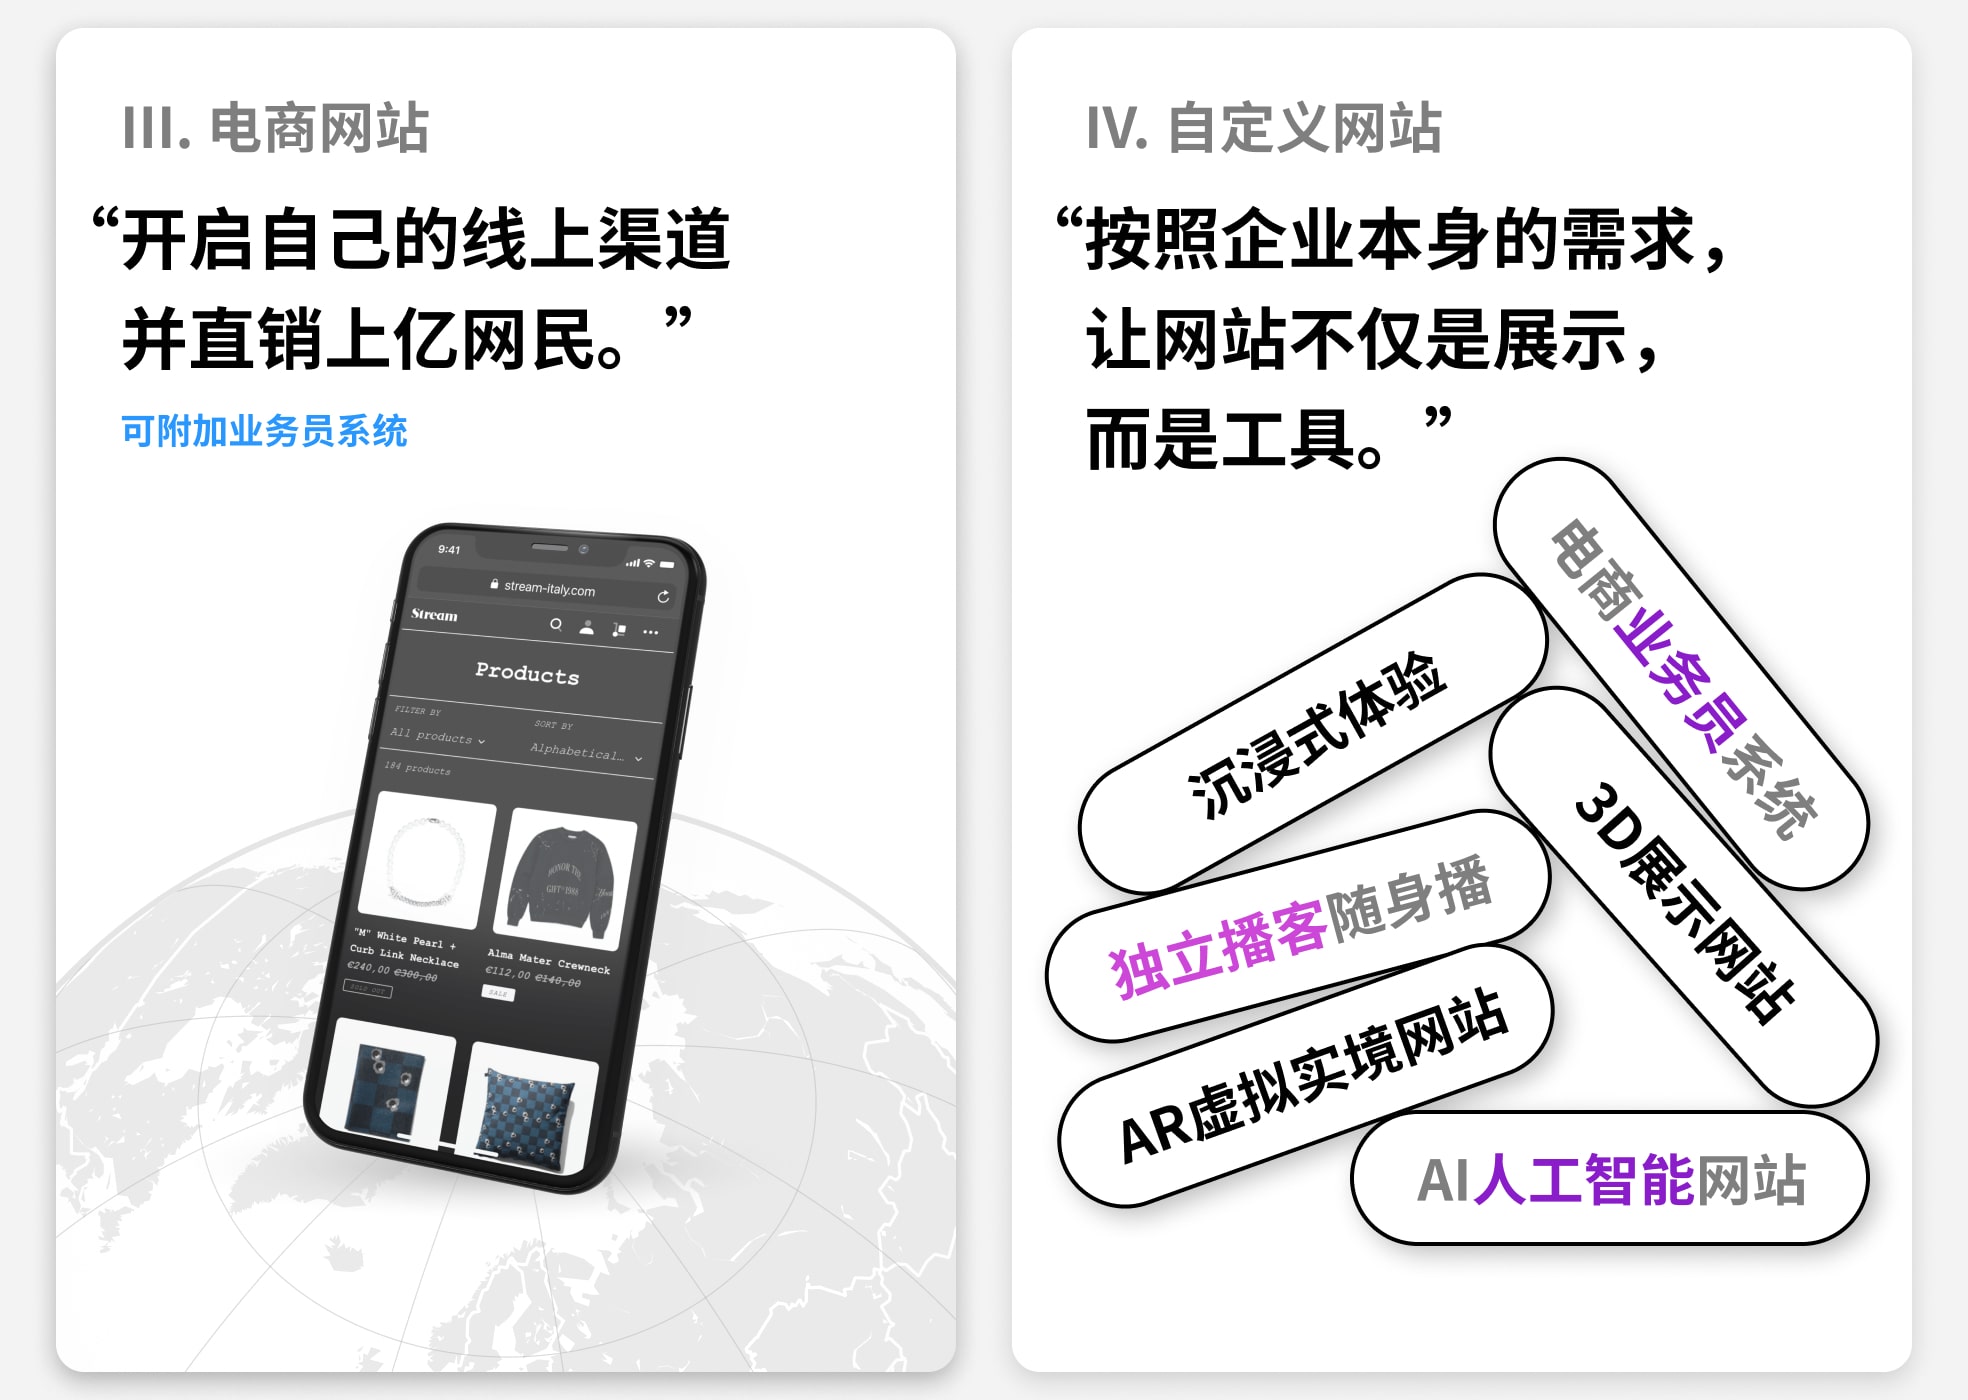 III. 电商网站
“开启自己的线上渠道
并直销上亿网民。”
可附加业务员系统
9:41
stream-italy.com
Stream
Products
FILTER BY
SORT BY
All products
Alphabetical...
184 products
HONOR THE
GIFT 1988
"M" White Pearl +
Curb Link Necklace
€240,00 €300,00
SOLD OUT
Alma Mater Crewneck
€112,00 €140,00
SALE
IV. 自定义网站
“按照企业本身的需求，
让网站不仅是展示，
而是工具。”
电商业务员系统
沉浸式体验
3D展示网站
独立播客随身播
AR虚拟实境网站
AI人工智能网站